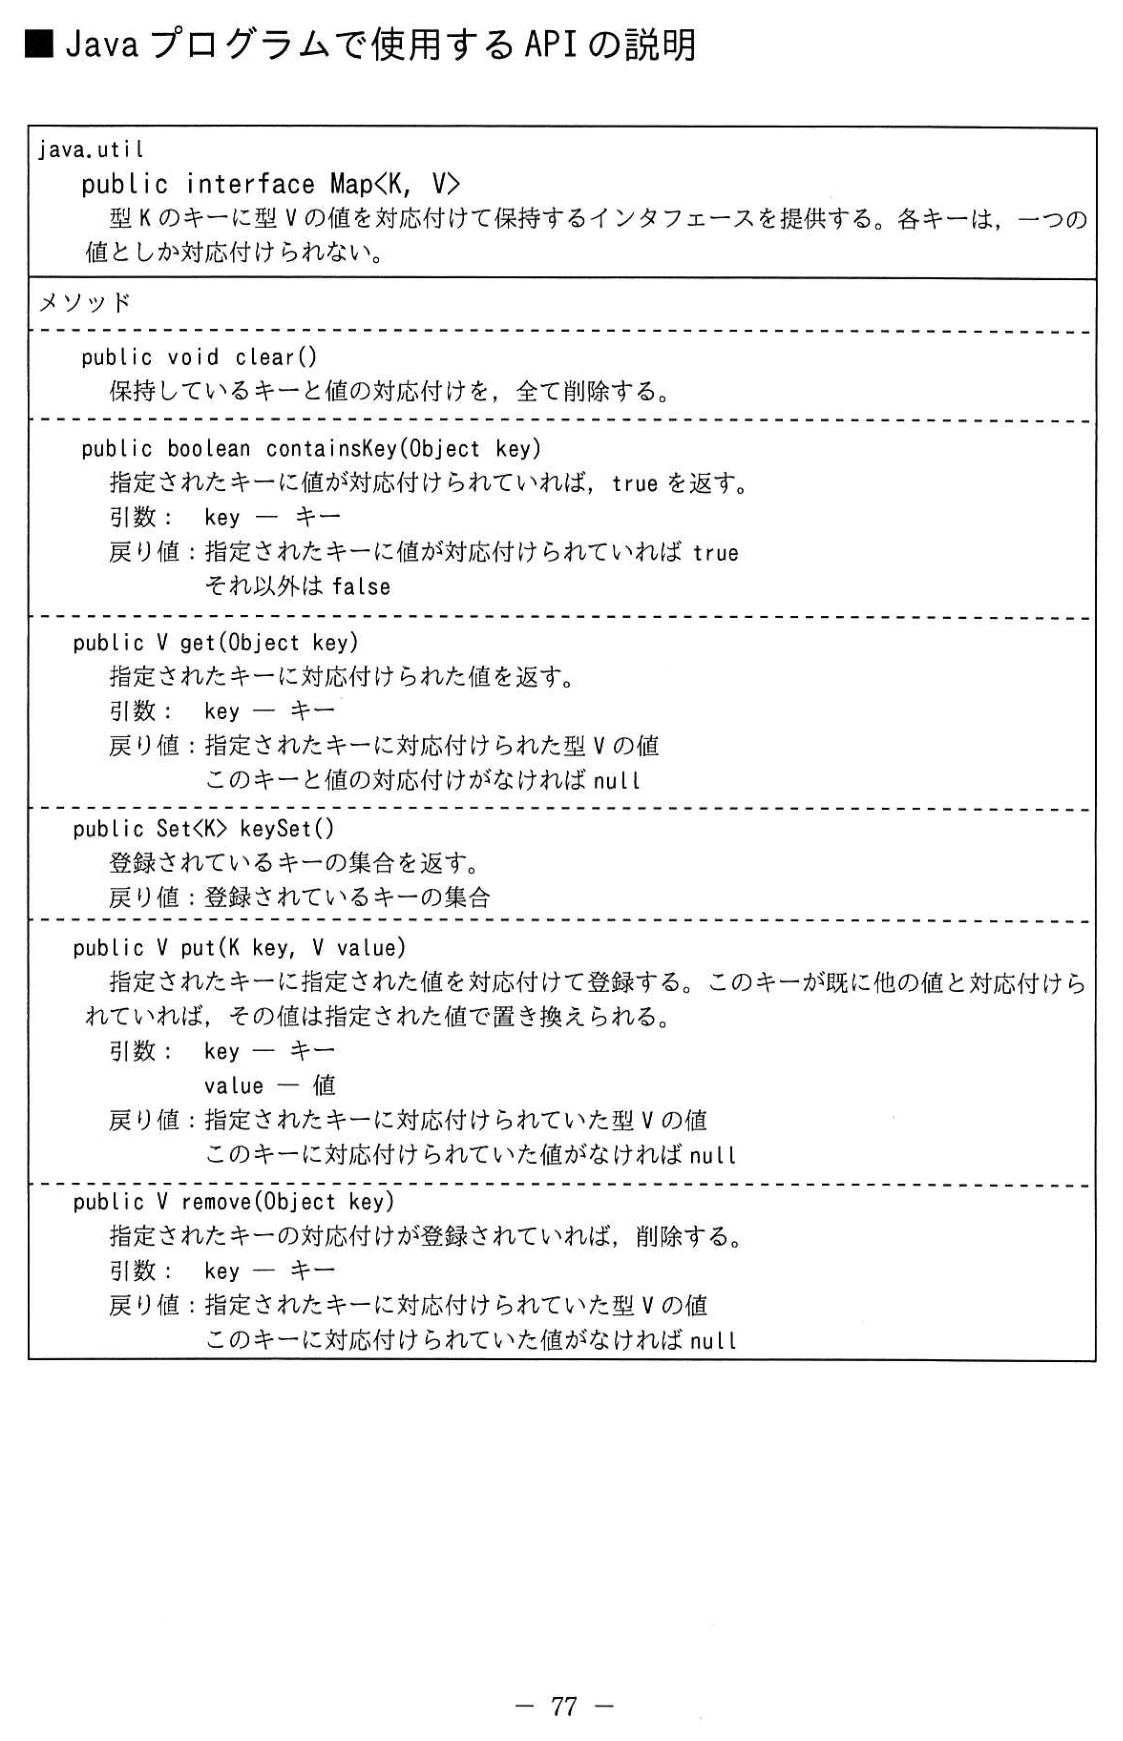 ■ Java プログラムで使用する API の説明
java.util
public interface Map<K, V>
型 K のキーに型 V の値を対応付けて保持するインタフェースを提供する。各キーは，一つの
値としか対応付けられない。
メソッド
public void clear()
保持しているキーと値の対応付けを，全て削除する。
public boolean containsKey(Object key)
指定されたキーに値が対応付けられていれば，true を返す。
引数： key ― キー
戻り値：指定されたキーに値が対応付けられていれば true
それ以外は false
public V get(Object key)
指定されたキーに対応付けられた値を返す。
引数： key ― キー
戻り値：指定されたキーに対応付けられた型 V の値
このキーと値の対応付けがなければ null
public Set<K> keySet()
登録されているキーの集合を返す。
戻り値：登録されているキーの集合
public V put(K key, V value)
指定されたキーに指定された値を対応付けて登録する。このキーが既に他の値と対応付けら
れていれば，その値は指定された値で置き換えられる。
引数： key ― キー
value ― 値
戻り値：指定されたキーに対応付けられていた型 V の値
このキーに対応付けられていた値がなければ null
public V remove(Object key)
指定されたキーの対応付けが登録されていれば，削除する。
引数： key ― キー
戻り値：指定されたキーに対応付けられていた型 V の値
このキーに対応付けられていた値がなければ null
― 77 ―